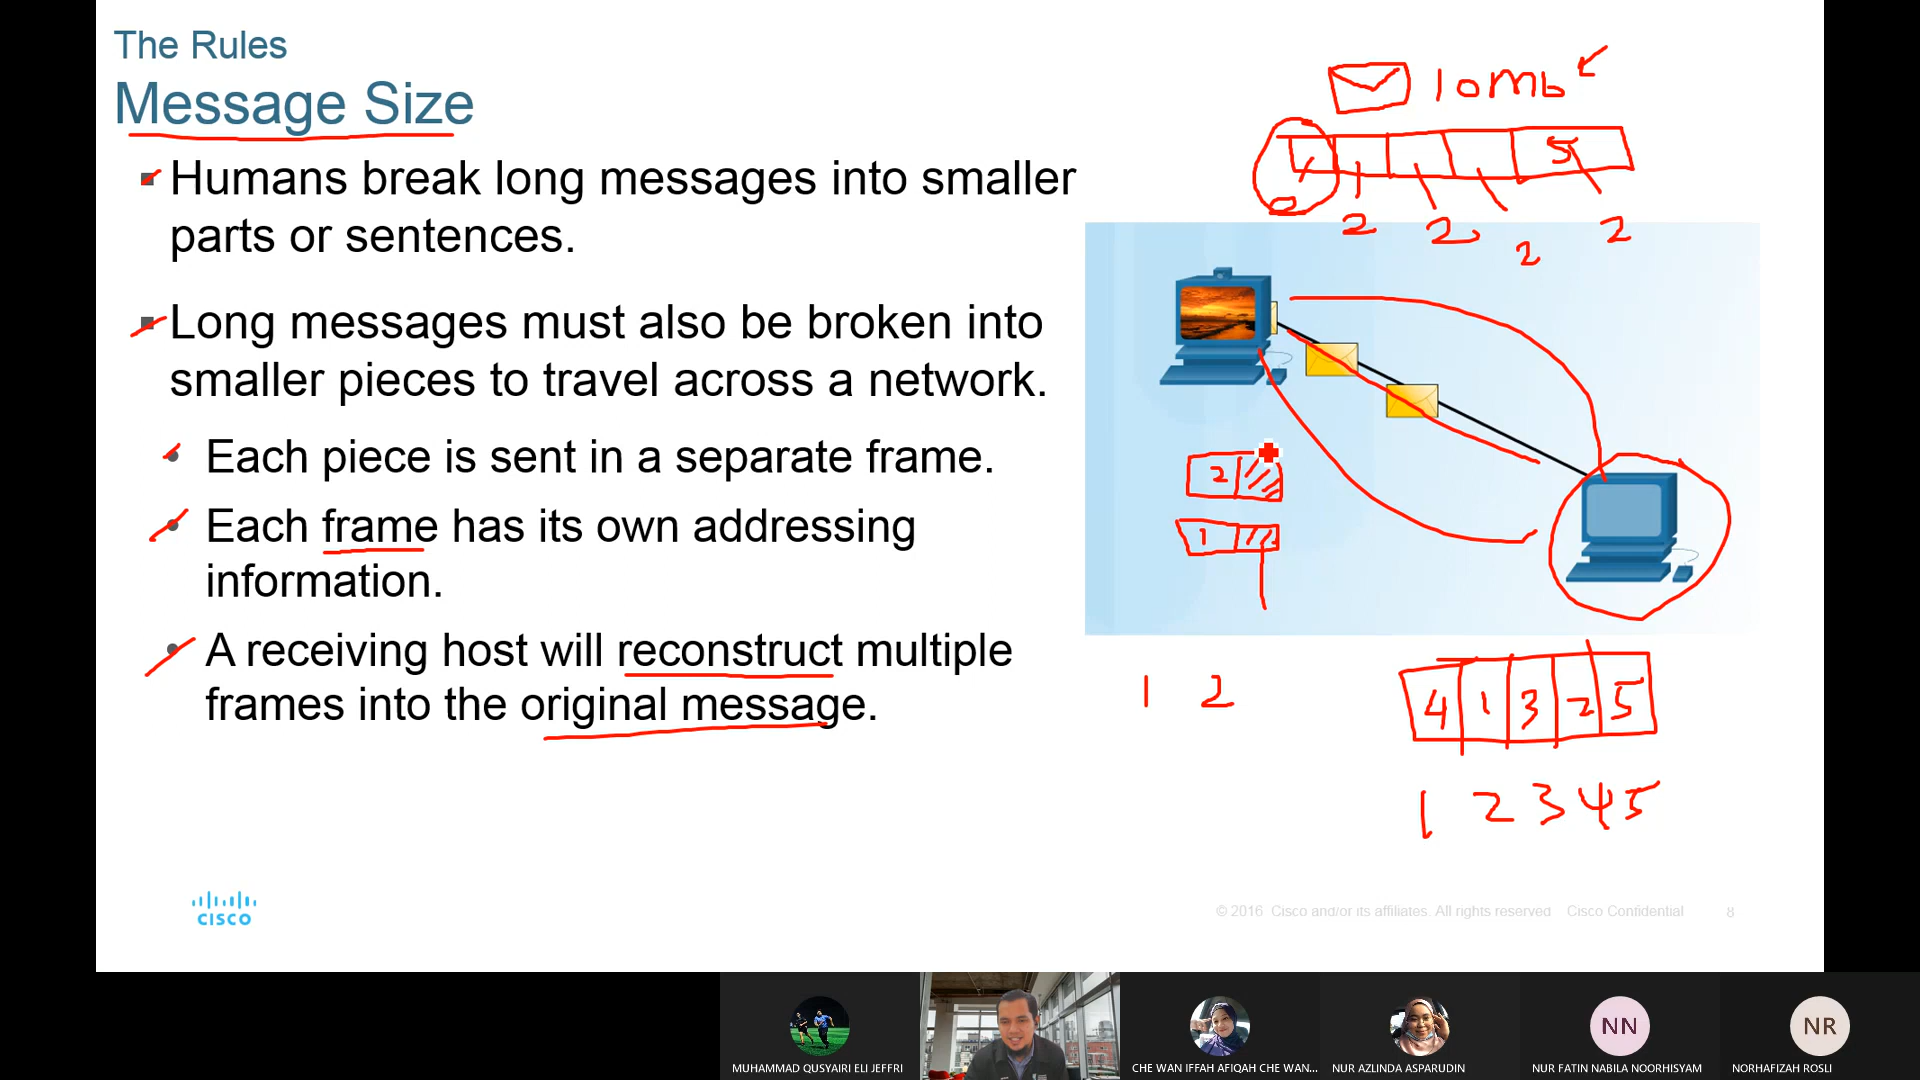 The Rules
Message Size
Humans break long messages into smaller
parts or sentences.
Long messages must also be broken into
smaller pieces to travel across a network.
Each piece is sent in a separate frame.
Each frame has its own addressing
information.
A receiving host will reconstruct multiple
frames into the original message.
10Mb
5
2 2 2 2
2
1
1 2
4 1 3 2 5
1 2 3 4 5
CISCO
© 2016 Cisco and/or its affiliates. All rights reserved Cisco Confidential 8
NN
NR
MUHAMMAD QUSYAIRI ELI JEFFRI
CHE WAN IFFAH AFIQAH CHE WAN...
NUR AZLINDA ASPARUDIN
NUR FATIN NABILA NOORHISYAM
NORHAFIZAH ROSLI